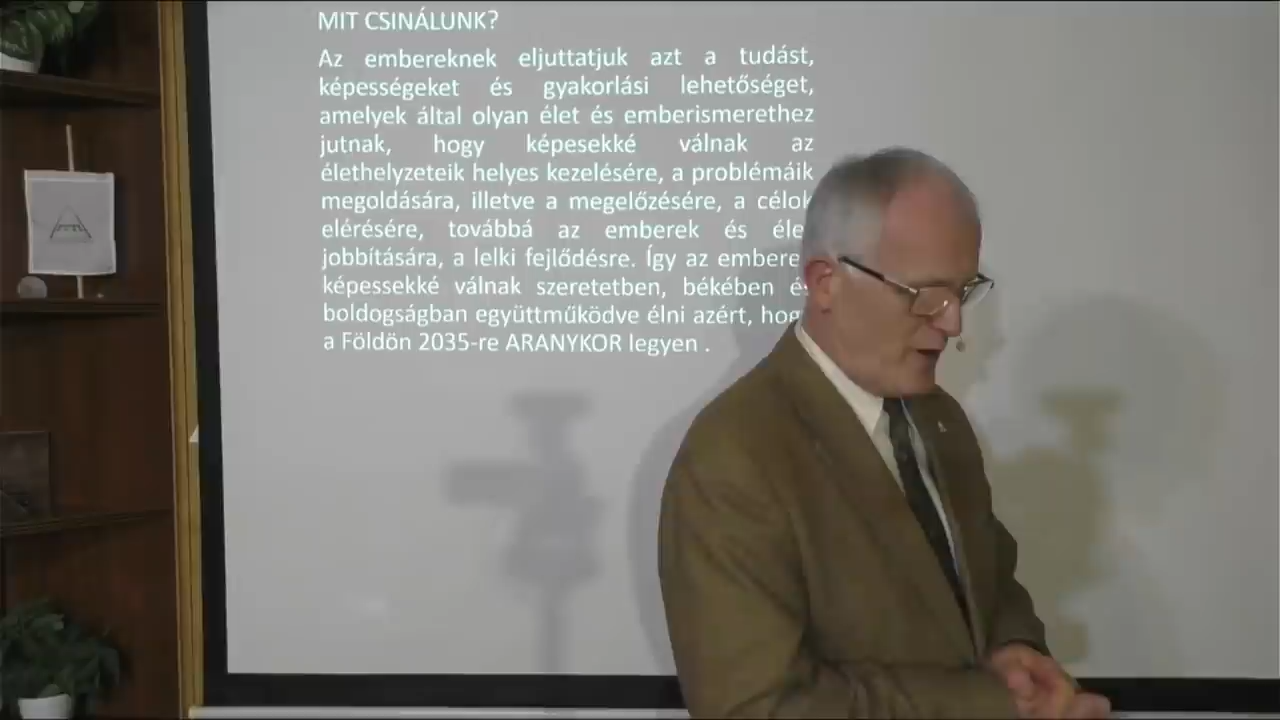 MIT CSINÁLUNK?
Az embereknek eljuttatjuk azt a tudást,
képességeket és gyakorlási lehetőséget,
amelyek által olyan élet és emberismerethez
jutnak, hogy képesekké válnak az
élethelyzeteik helyes kezelésére, a problémáik
megoldására, illetve a megelőzésére, a célok
elérésére, továbbá az emberek és
jobbítására, a lelki fejlődésre. Így az
képessekké válnak szeretetben, békében és
boldogságban együttműködve élni azért,
a Földön 2035-re ARANYKOR legyen .